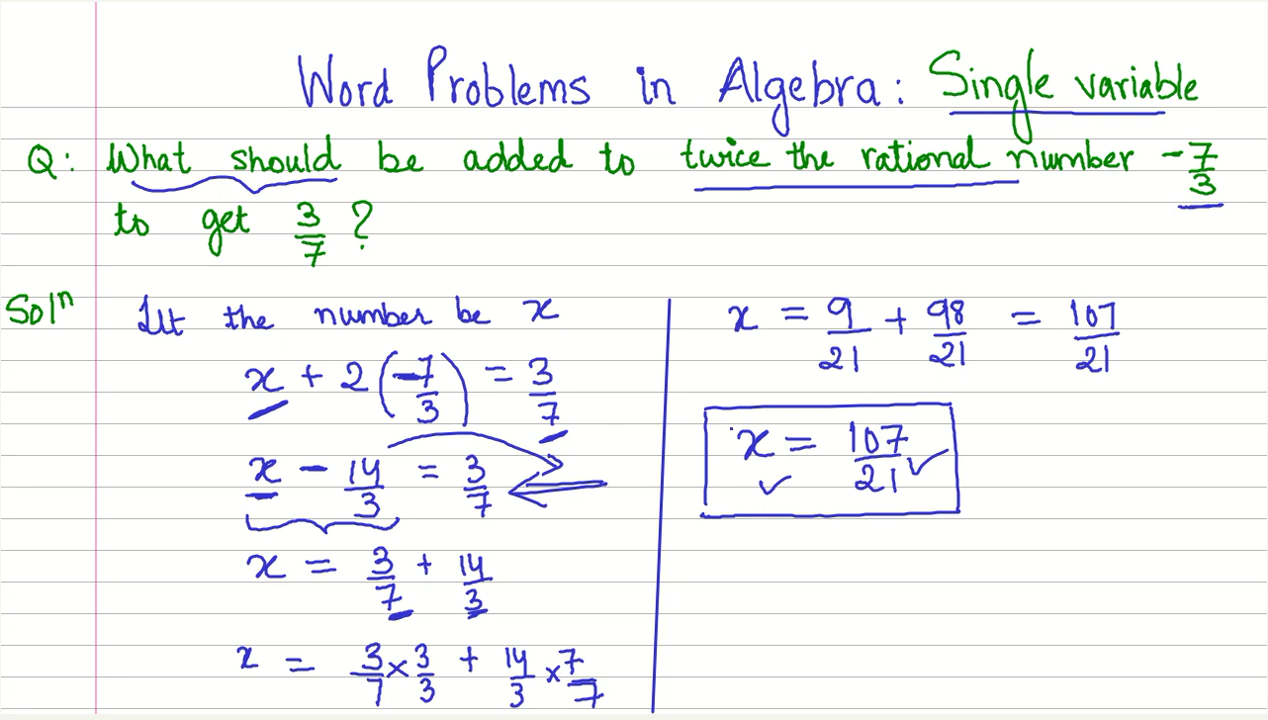 Word Problems in Algebra: Single variable
Q: What should be added to twice the rational number -7/3
to get 3/7 ?
Solⁿ Let the number be x
x + 2(-7/3) = 3/7
x - 14/3 = 3/7
x = 3/7 + 14/3
x = 3/7 × 3/3 + 14/3 × 7/7
x = 9/21 + 98/21 = 107/21
x = 107/21